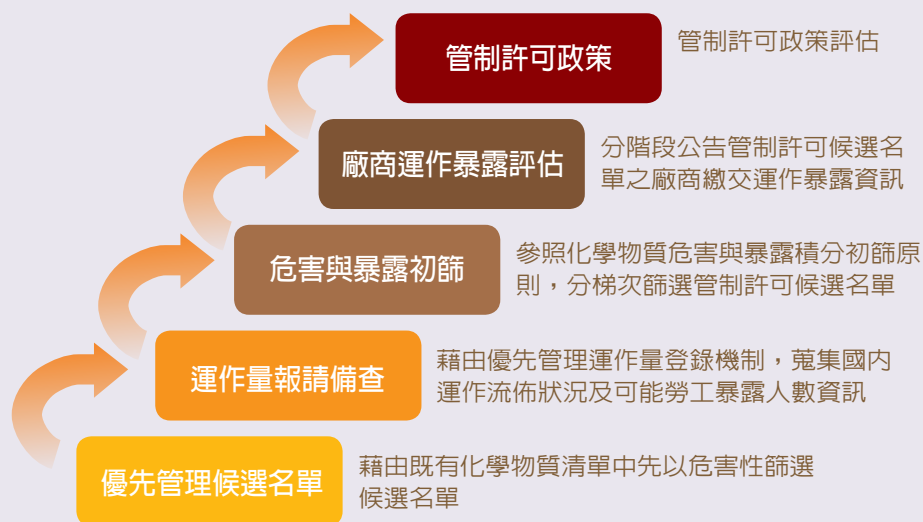 管制許可政策
管制許可政策評估
廠商運作暴露評估
分階段公告管制許可候選名
單之廠商繳交運作暴露資訊
危害與暴露初篩
參照化學物質危害與暴露積分初篩原
則，分梯次篩選管制許可候選名單
運作量報請備查
藉由優先管理運作量登錄機制，蒐集國內
運作流佈狀況及可能勞工暴露人數資訊
優先管理候選名單
藉由既有化學物質清單中先以危害性篩選
候選名單